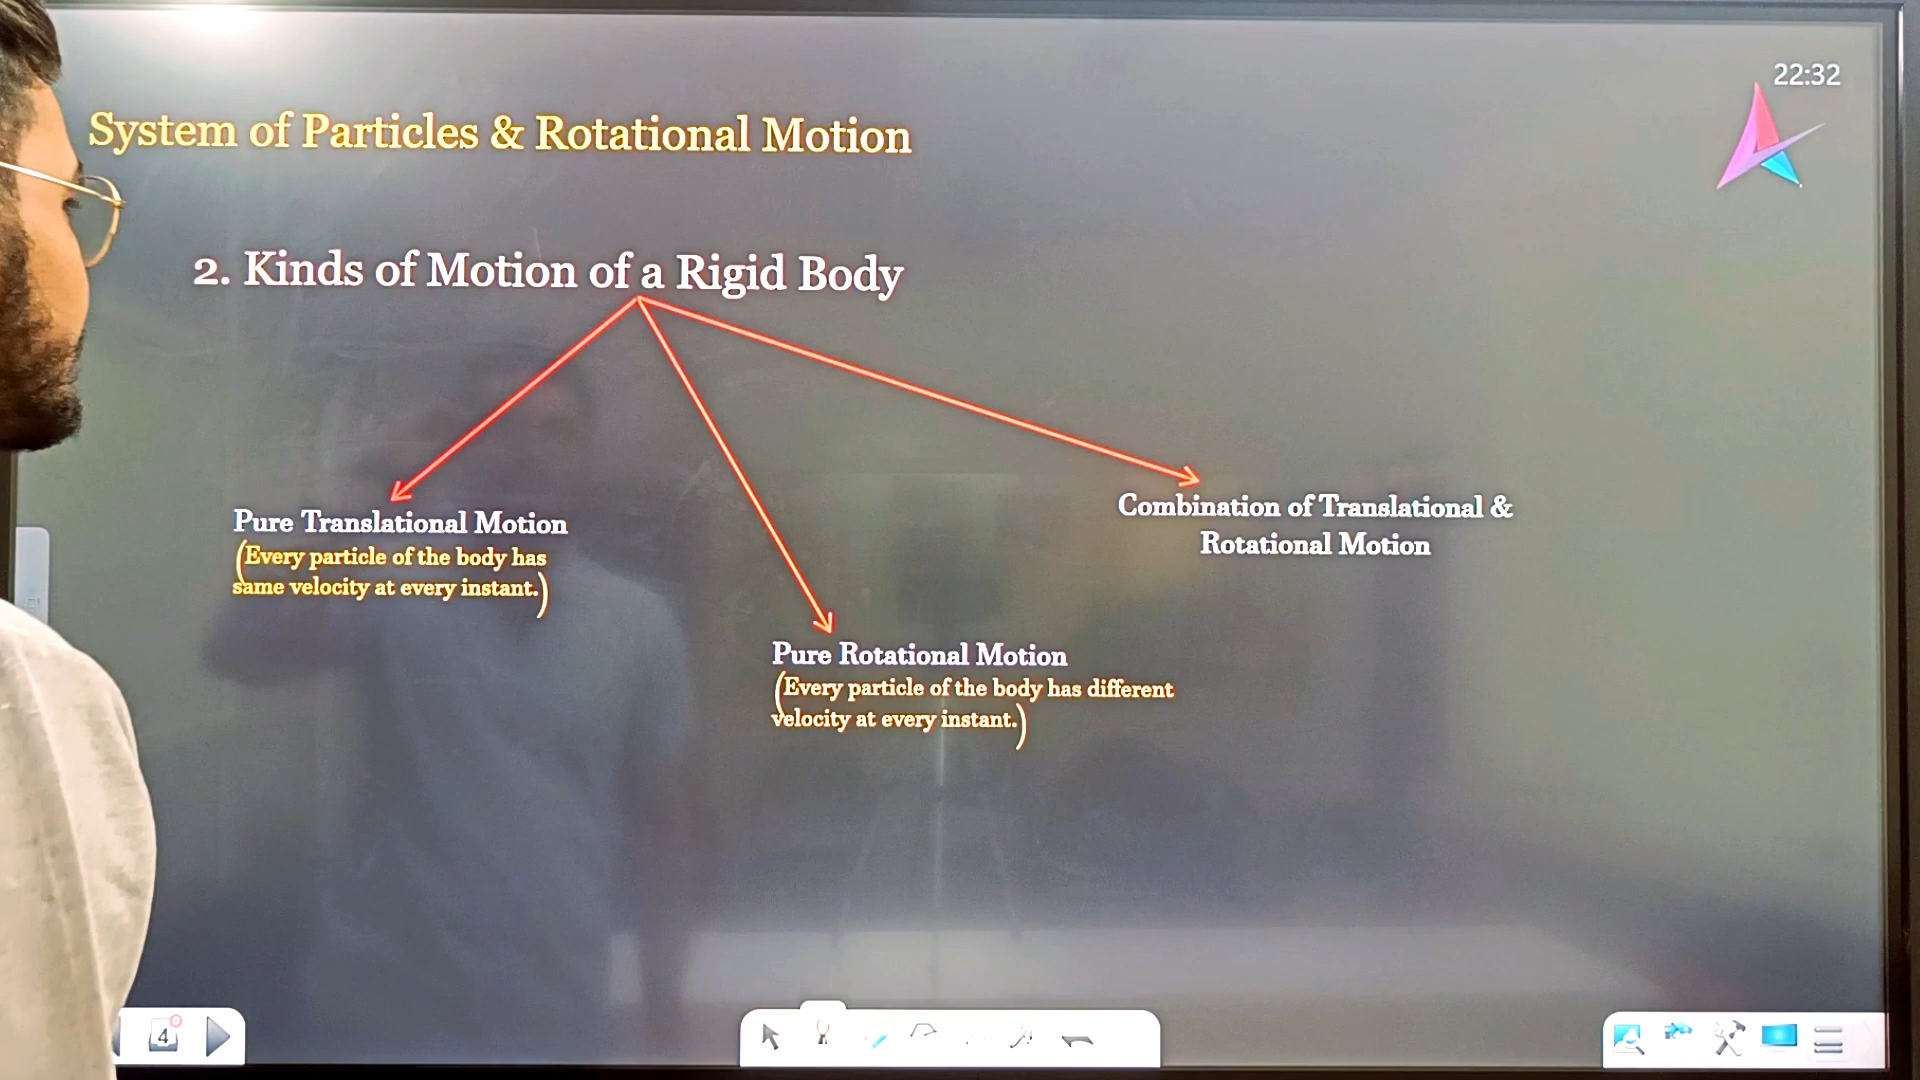 22:32
System of Particles & Rotational Motion
2. Kinds of Motion of a Rigid Body
Pure Translational Motion
(Every particle of the body has
same velocity at every instant.)
Combination of Translational &
Rotational Motion
Pure Rotational Motion
(Every particle of the body has different
velocity at every instant.)
4
0